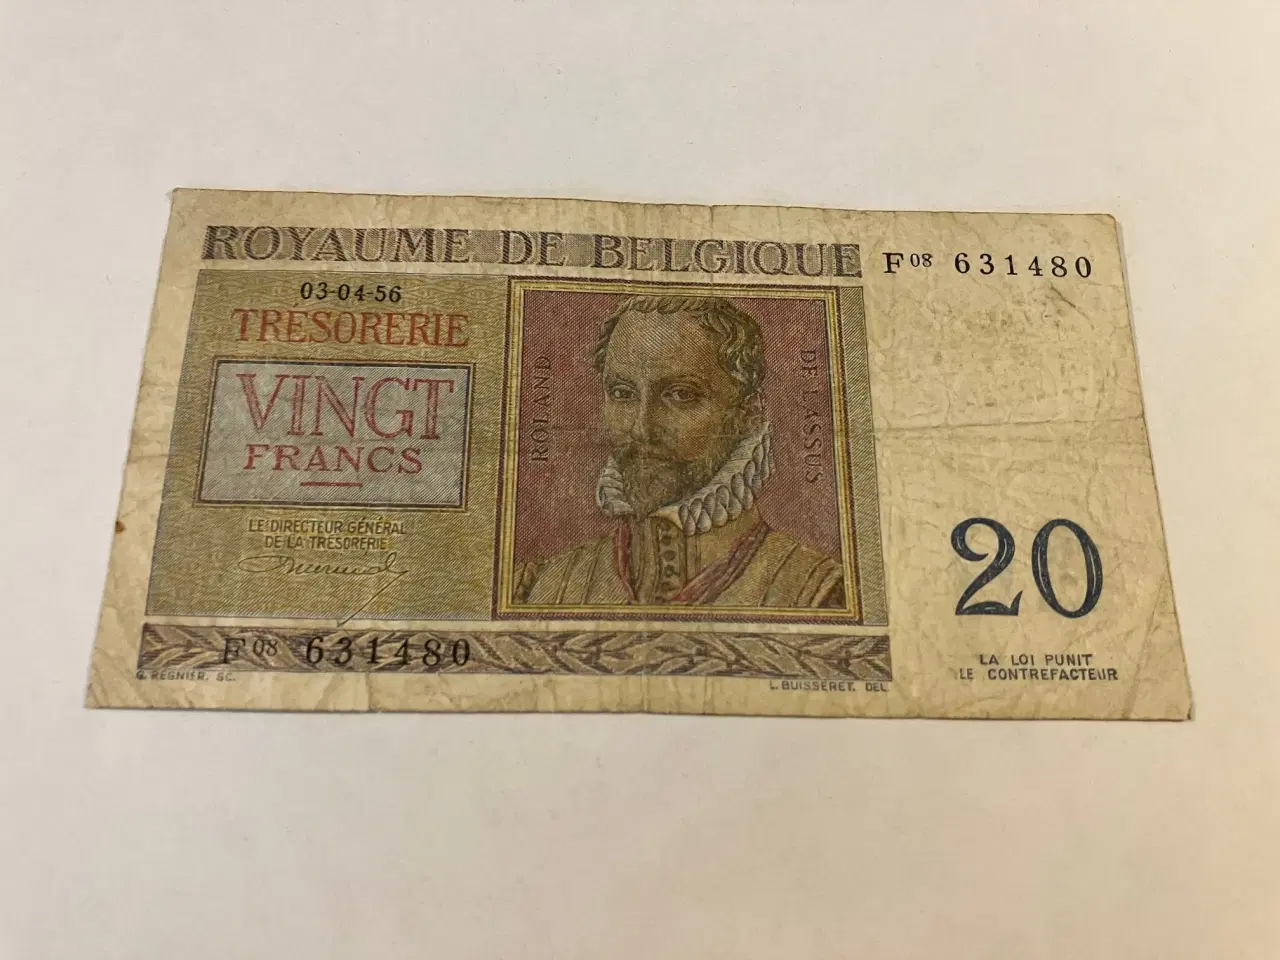 ROYAUME DE BELGIQUE
F08 631480
03-04-56
TRESORERIE
VINGT
FRANCS
ROLAND
DE LASSUS
LE DIRECTEUR GÉNÉRAL
DE LA TRÉSORERIE
20
F08 631480
LA LOI PUNIT
LE CONTREFACTEUR
G. REGNIER. SC.
L. BUISSERET. DEL